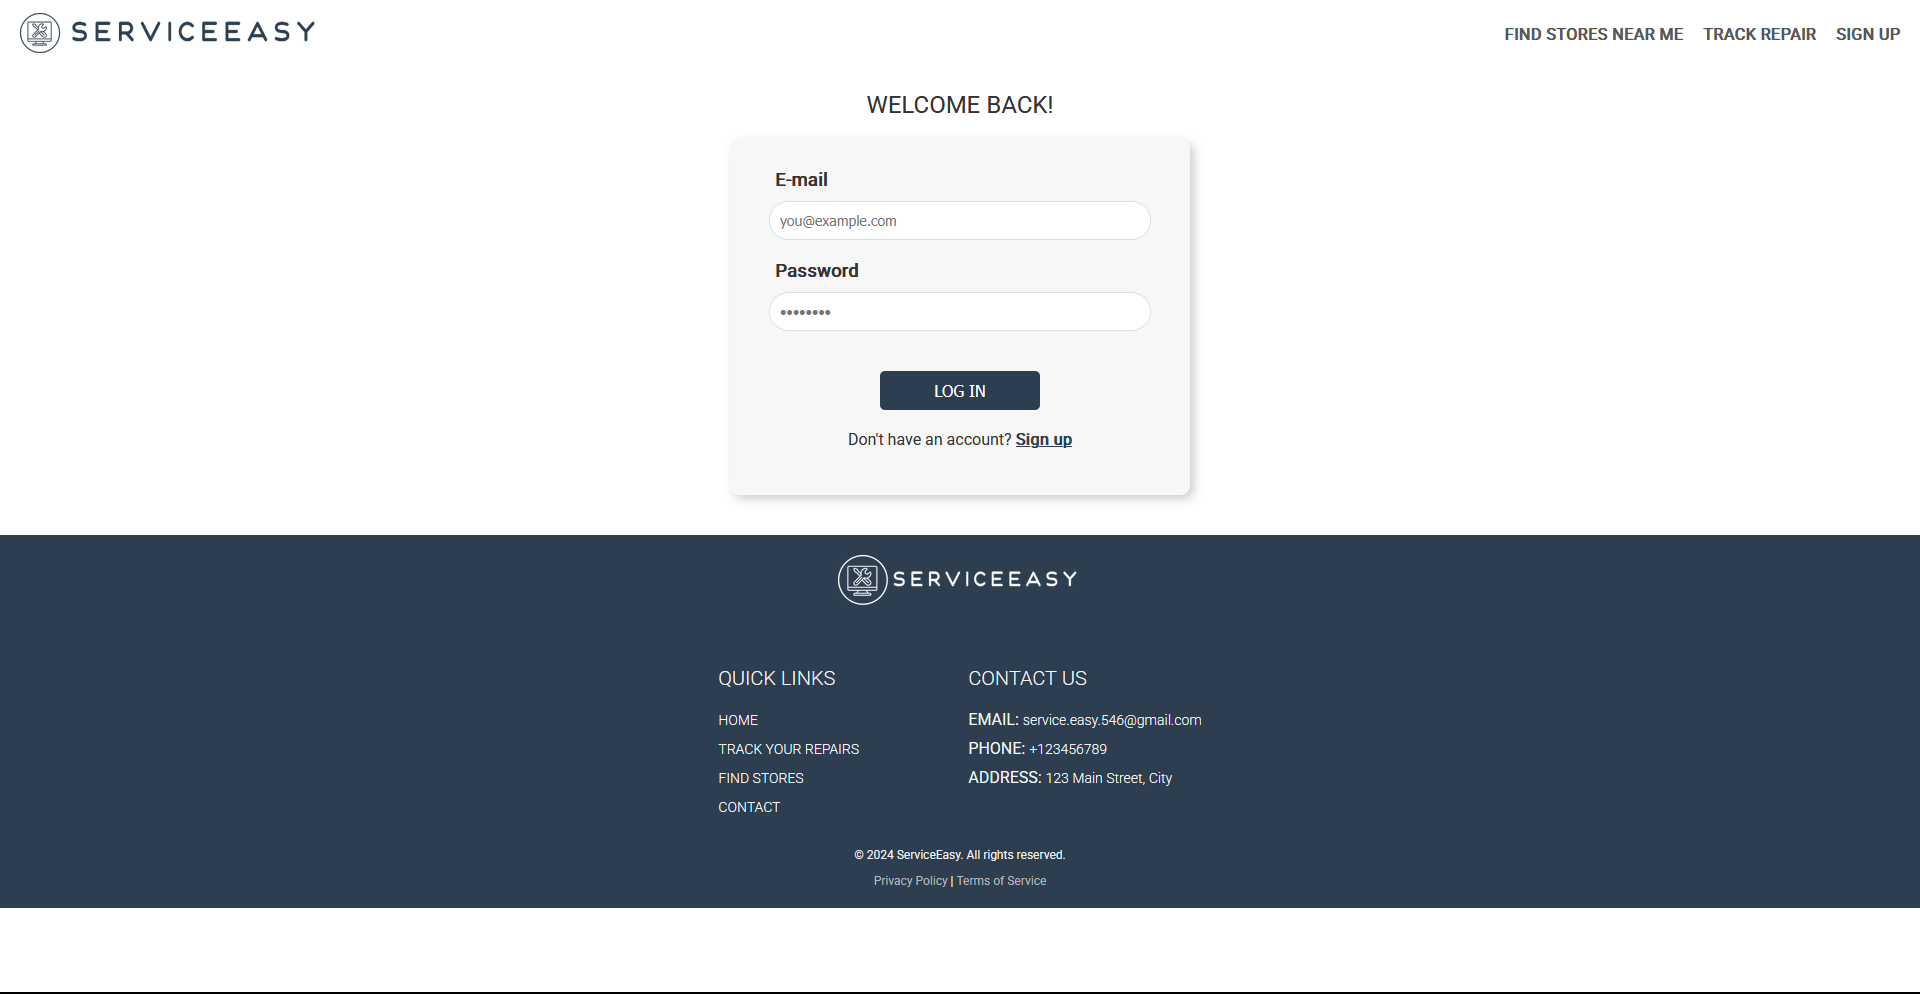 SERVICEEASY
FIND STORES NEAR ME
TRACK REPAIR
SIGN UP
WELCOME BACK!
E-mail
you@example.com
Password
••••••••
LOG IN
Don't have an account? Sign up
SERVICEEASY
QUICK LINKS
HOME
TRACK YOUR REPAIRS
FIND STORES
CONTACT
CONTACT US
EMAIL: service.easy.546@gmail.com
PHONE: +123456789
ADDRESS: 123 Main Street, City
© 2024 ServiceEasy. All rights reserved.
Privacy Policy | Terms of Service